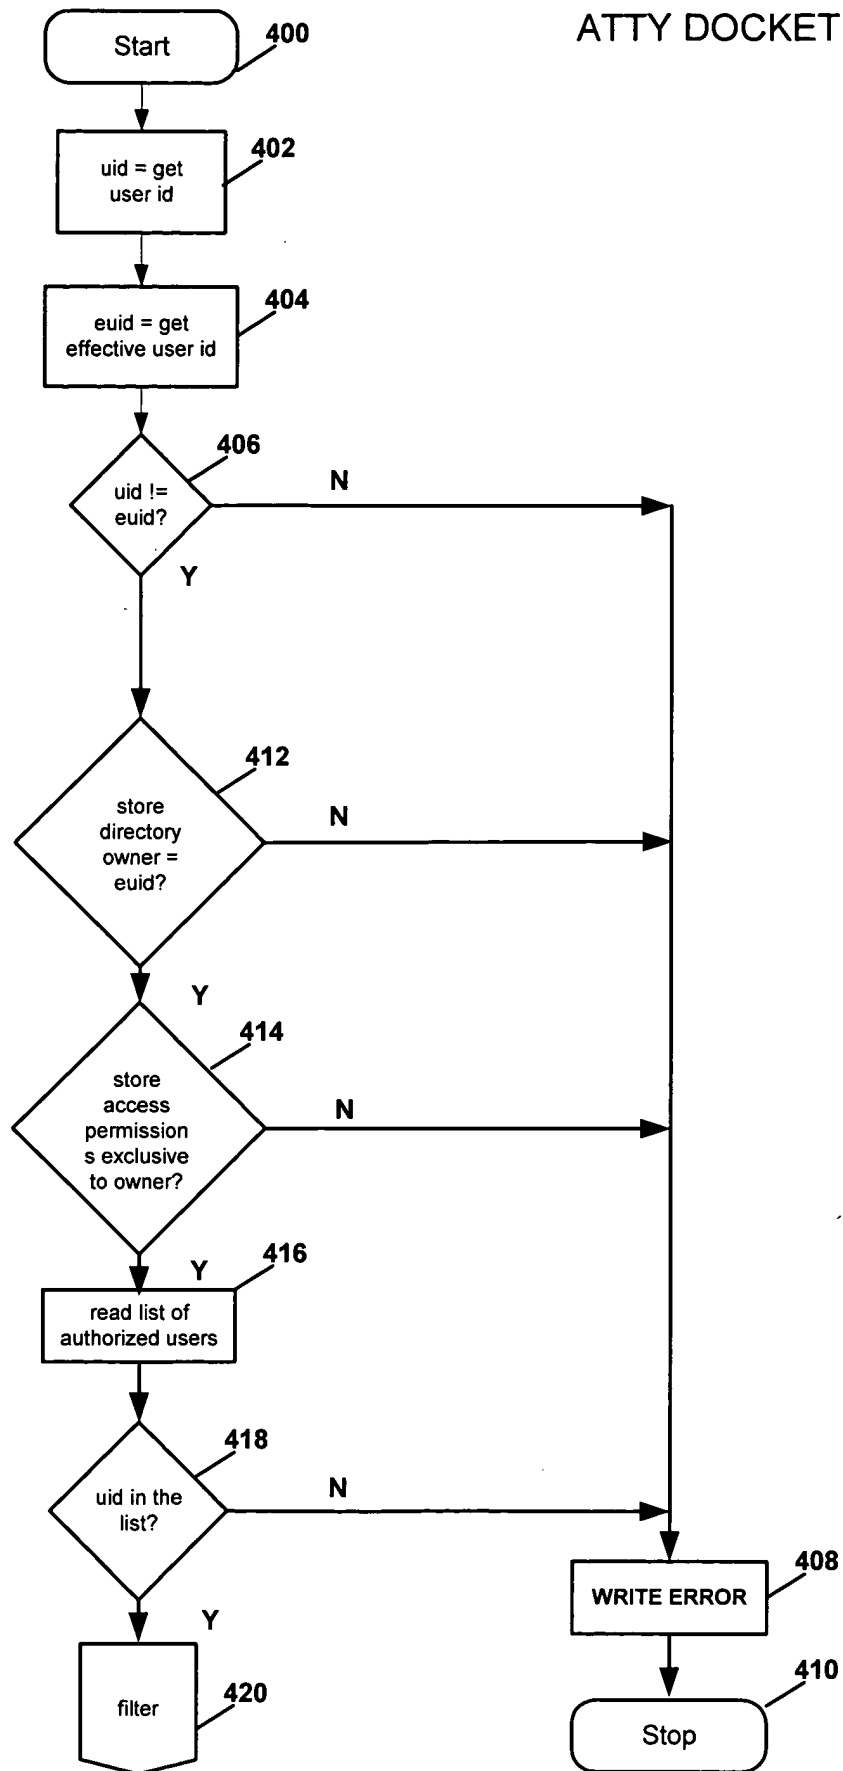 ATTY DOCKET
Start
400
402
uid = get
user id
404
euid = get
effective user id
406
uid !=
euid?
N
Y
412
store
directory
owner =
euid?
N
Y
414
store
access
permission
s exclusive
to owner?
N
Y
416
read list of
authorized users
418
uid in the
list?
N
Y
408
WRITE ERROR
420
filter
410
Stop